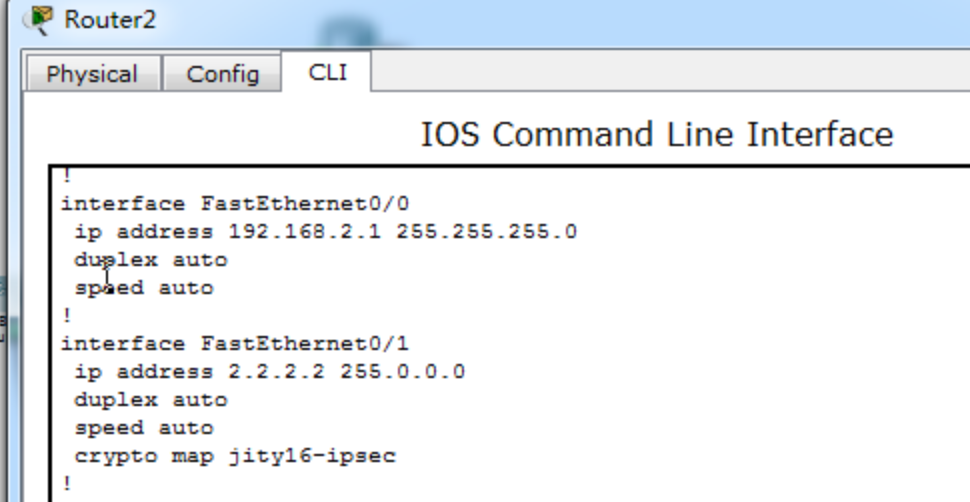 Router2
Physical Config CLI
IOS Command Line Interface
!
interface FastEthernet0/0
ip address 192.168.2.1 255.255.255.0
duplex auto
speed auto
!
interface FastEthernet0/1
ip address 2.2.2.2 255.0.0.0
duplex auto
speed auto
crypto map jity16-ipsec
!